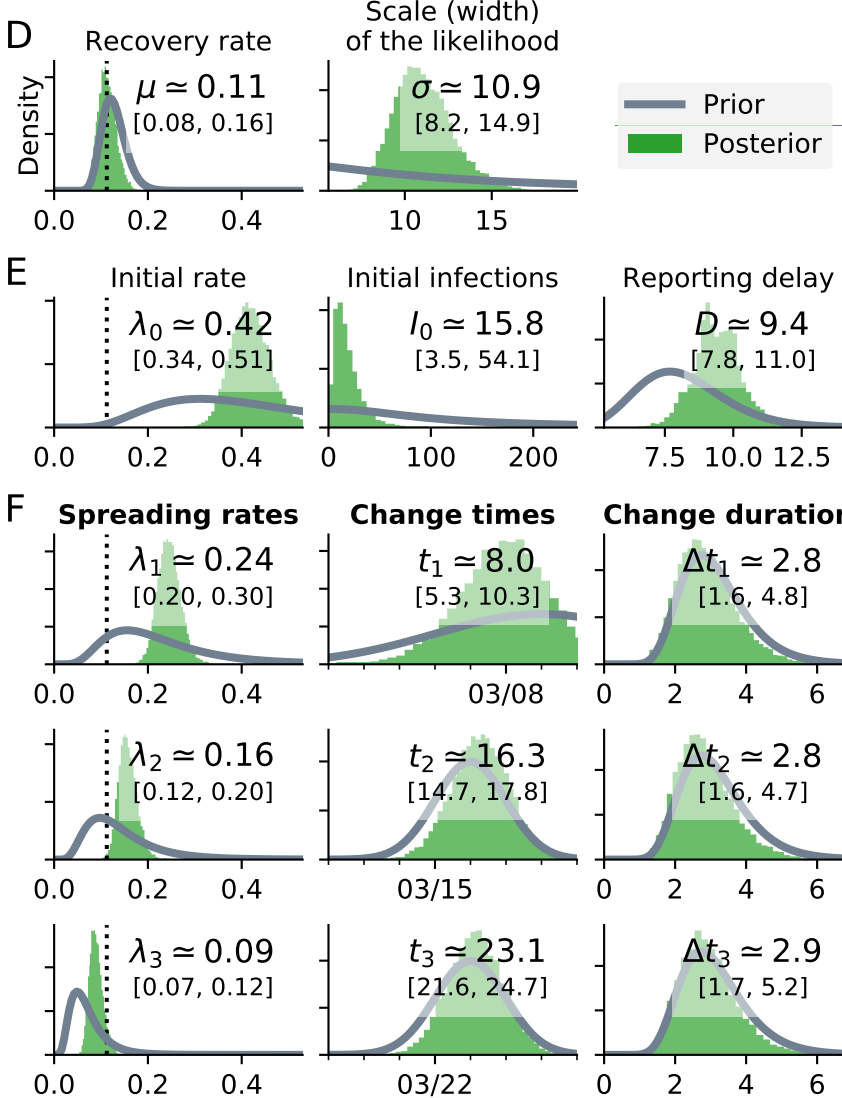 D
Recovery rate
Scale (width)
of the likelihood
Density
μ ≃ 0.11
[0.08, 0.16]
σ ≃ 10.9
[8.2, 14.9]
Prior
Posterior
0.0 0.2 0.4
10 15
E
Initial rate
Initial infections
Reporting delay
λ0 ≃ 0.42
[0.34, 0.51]
I0 ≃ 15.8
[3.5, 54.1]
D ≃ 9.4
[7.8, 11.0]
0.0 0.2 0.4
0 100 200
7.5 10.0 12.5
F
Spreading rates
Change times
Change duration
λ1 ≃ 0.24
[0.20, 0.30]
t1 ≃ 8.0
[5.3, 10.3]
Δt1 ≃ 2.8
[1.6, 4.8]
0.0 0.2 0.4
03/08
2 4 6
0
λ2 ≃ 0.16
[0.12, 0.20]
t2 ≃ 16.3
[14.7, 17.8]
Δt2 ≃ 2.8
[1.6, 4.7]
0.0 0.2 0.4
03/15
0 2 4 6
λ3 ≃ 0.09
[0.07, 0.12]
t3 ≃ 23.1
[21.6, 24.7]
Δt3 ≃ 2.9
[1.7, 5.2]
0.0 0.2 0.4
03/22
0 2 4 6